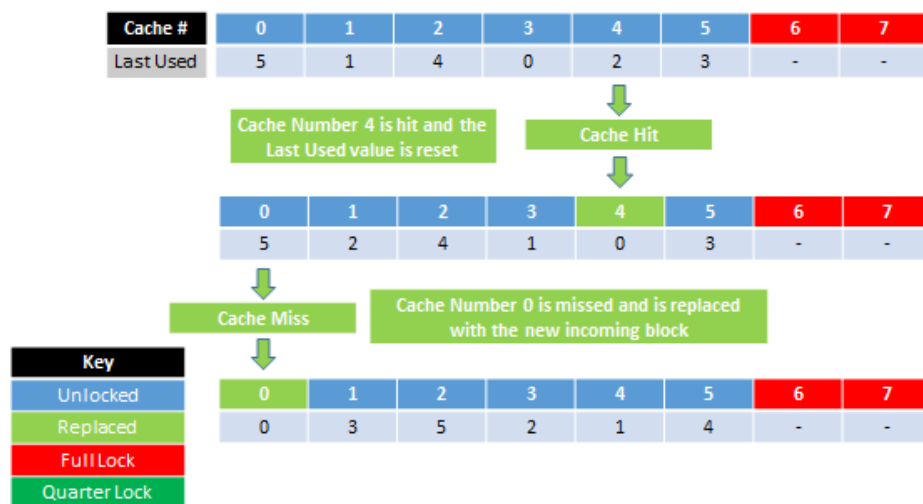 Cache # 0 1 2 3 4 5 6 7
Last Used 5 1 4 0 2 3 - -
Cache Number 4 is hit and the
Last Used value is reset
Cache Hit
0 1 2 3 4 5 6 7
5 2 4 1 0 3 - -
Cache Miss
Cache Number 0 is missed and is replaced
with the new incoming block
Key
Unlocked
Replaced
Full Lock
Quarter Lock
0 1 2 3 4 5 6 7
0 3 5 2 1 4 - -